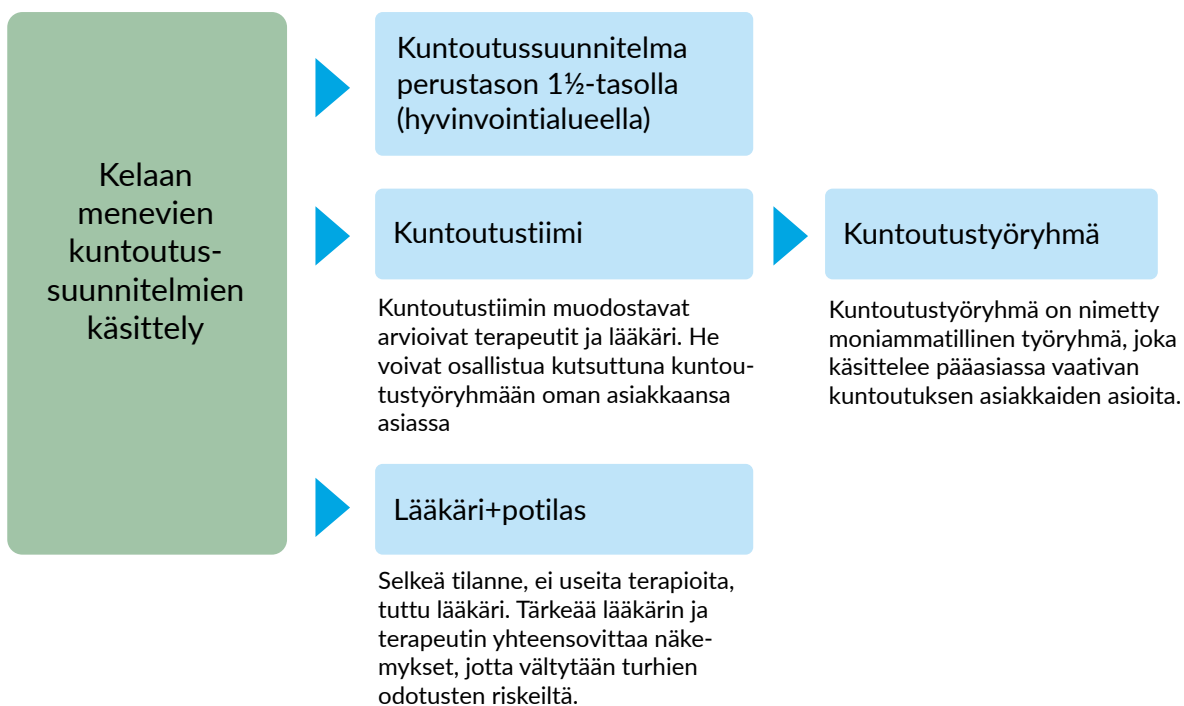 Kelaan
menevien
kuntoutus-
suunnitelmien
käsittely
Kuntoutussuunnitelma
perustason 1½-tasolla
(hyvinvointialueella)
Kuntoutustiimi
Kuntoutustiimin muodostavat
arvioivat terapeutit ja lääkäri. He
voivat osallistua kutsuttuna kuntou-
tustyöryhmään oman asiakkaansa
asiassa
Kuntoutustyöryhmä
Kuntoutustyöryhmä on nimetty
moniammatillinen työryhmä, joka
käsittelee pääasiassa vaativan
kuntoutuksen asiakkaiden asioita.
Lääkäri+potilas
Selkeä tilanne, ei useita terapioita,
tuttu lääkäri. Tärkeää lääkärin ja
terapeutin yhteensovittaa näke-
mykset, jotta vältytään turhien
odotusten riskeiltä.